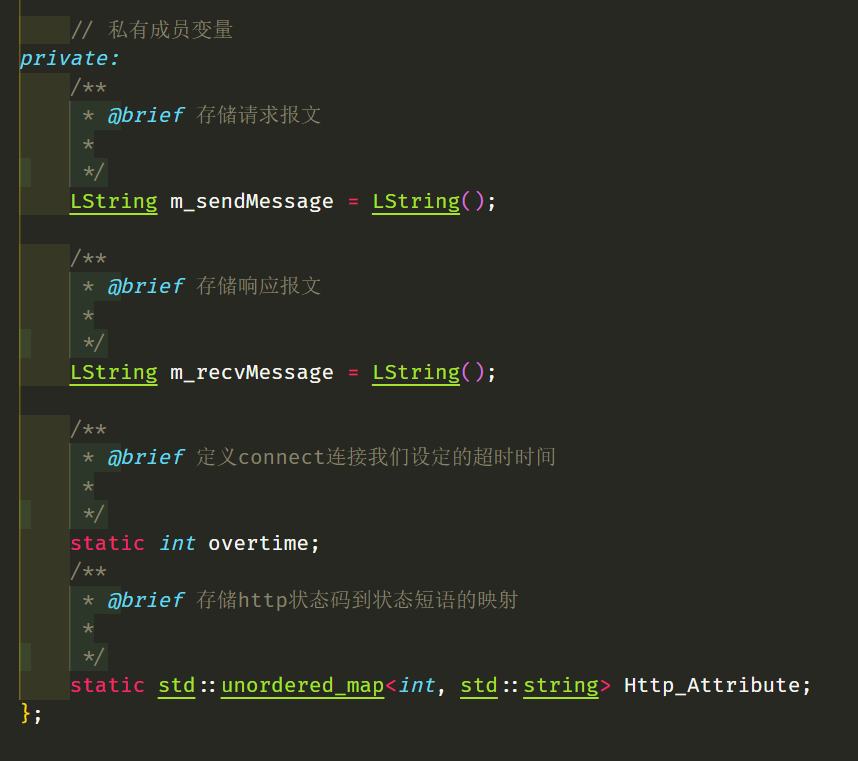 // 私有成员变量
private:
/**
* @brief 存储请求报文
*
*/
LString m_sendMessage = LString();
/**
* @brief 存储响应报文
*
*/
LString m_recvMessage = LString();
/**
* @brief 定义connect连接我们设定的超时时间
*
*/
static int overtime;
/**
* @brief 存储http状态码到状态短语的映射
*
*/
static std::unordered_map<int, std::string> Http_Attribute;
};